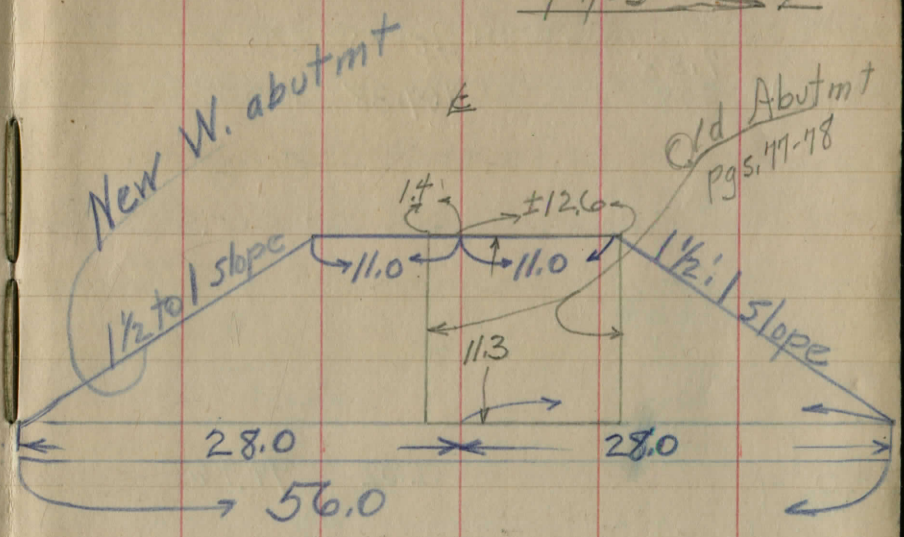 New W. abutmt
Old Abutmt
pgs. 77-78
1.4
±12.6
11.0
11.0
1½ to 1 slope
1½:1 slope
11.3
28.0
28.0
56.0